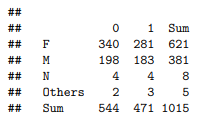 ##
##              0    1  Sum
##   F        340  281  621
##   M        198  183  381
##   N          4    4    8
##   Others     2    3    5
##   Sum      544  471 1015